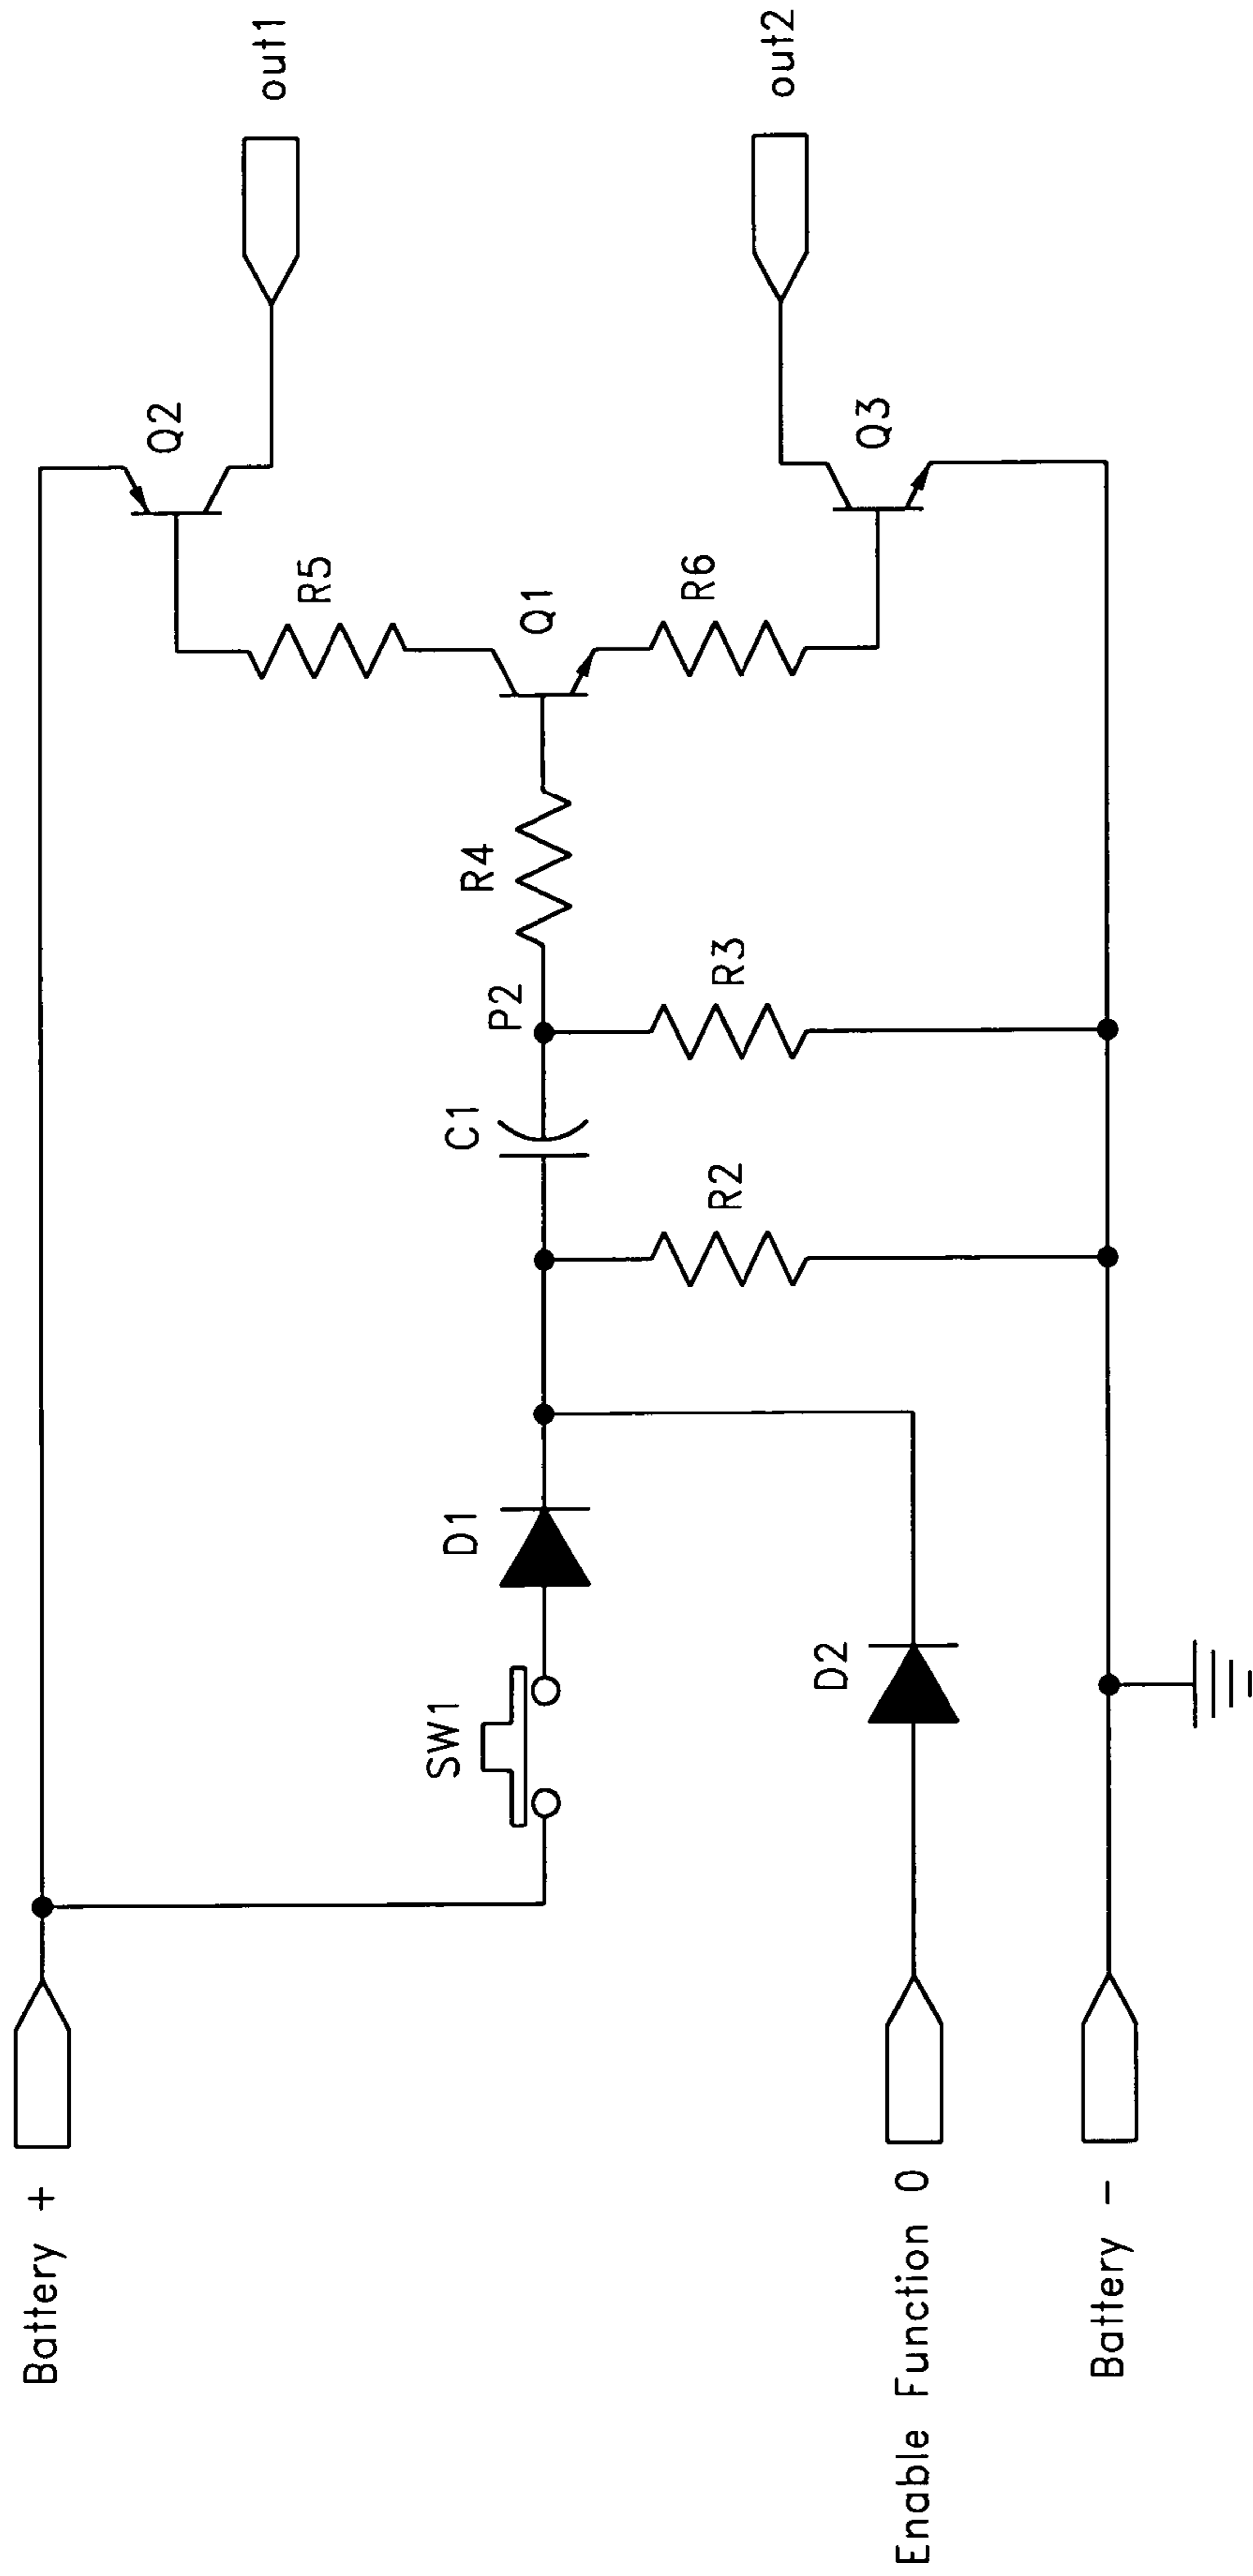 Battery +
Enable Function 0
Battery -
SW1
D1
D2
C1
R2
P2
R3
R4
Q1
R5
R6
Q2
Q3
out1
out2